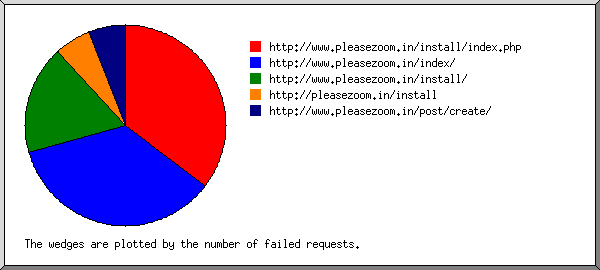 http://www.pleasezoom.in/install/index.php
http://www.pleasezoom.in/index/
http://www.pleasezoom.in/install/
http://pleasezoom.in/install
http://www.pleasezoom.in/post/create/
The wedges are plotted by the number of failed requests.